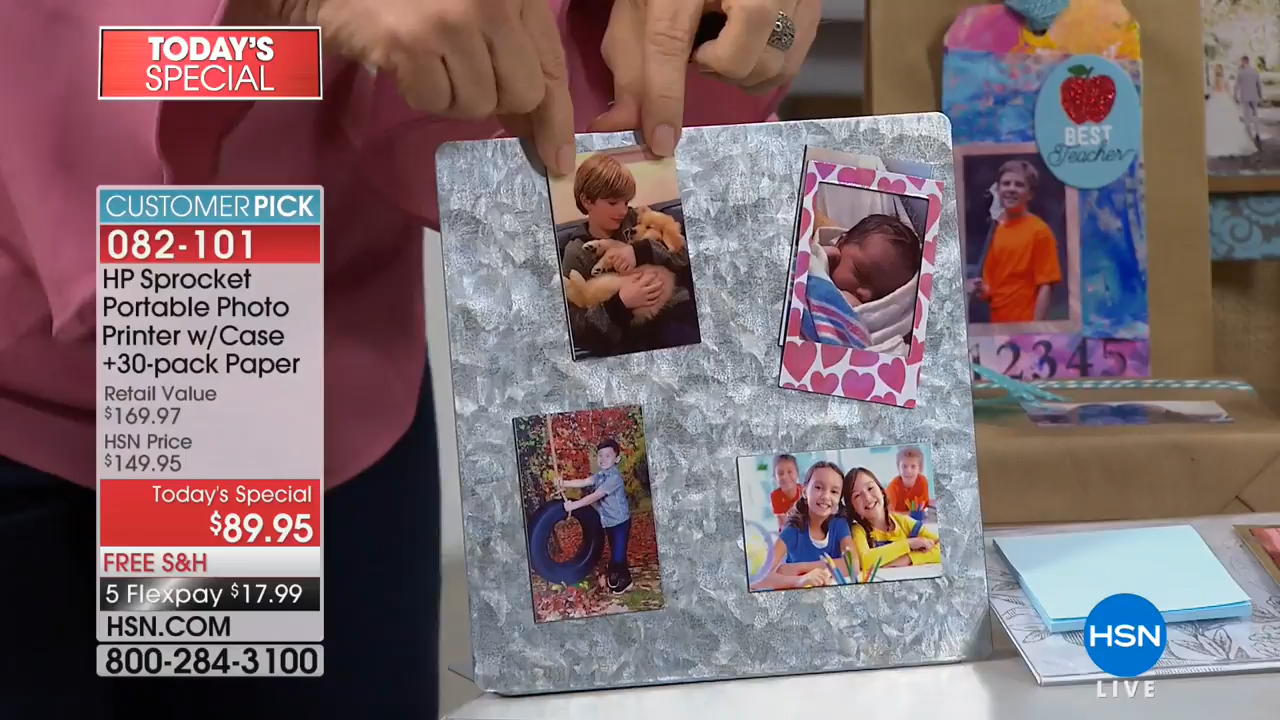 TODAY'S
SPECIAL
CUSTOMER PICK
082-101
HP Sprocket
Portable Photo
Printer w/Case
+30-pack Paper
Retail Value
$169.97
HSN Price
$149.95
Today's Special
$89.95
FREE S&H
5 Flexpay $17.99
HSN.COM
800-284-3100
BEST
Teacher
12345
HSN
LIVE